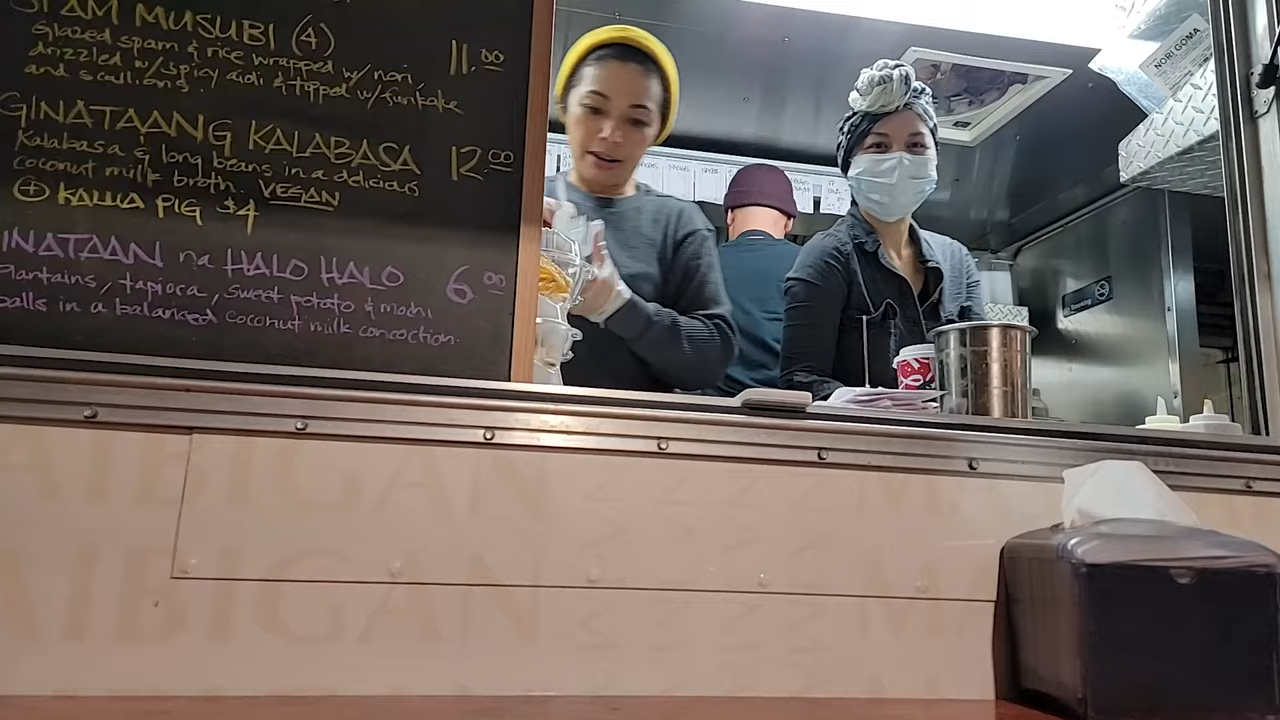 SPAM MUSUBI (4)
Glazed spam & rice wrapped w/ nori, 11.00
drizzled w/ spicy aioli & topped w/ furikake
and scallions.
GINATAANG KALABASA
Kalabasa & long beans in a delicious 12.00
coconut milk broth. VEGAN
+ KALUA PIG $4
INATAAN na HALO HALO 6.00
Plantains, tapioca, sweet potato & mochi
balls in a balanced coconut milk concoction.
NORI GOMA
AIBIGAN
AIBIGAN